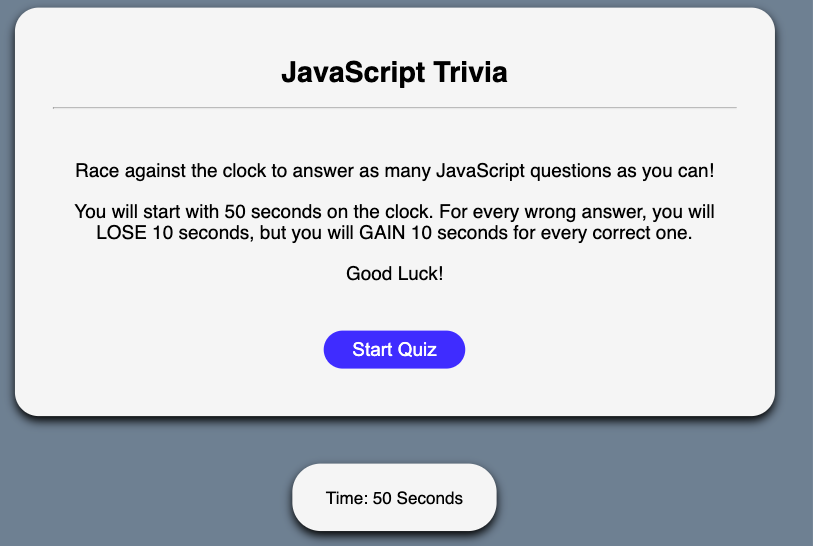 JavaScript Trivia
Race against the clock to answer as many JavaScript questions as you can!
You will start with 50 seconds on the clock. For every wrong answer, you will
LOSE 10 seconds, but you will GAIN 10 seconds for every correct one.
Good Luck!
Start Quiz
Time: 50 Seconds